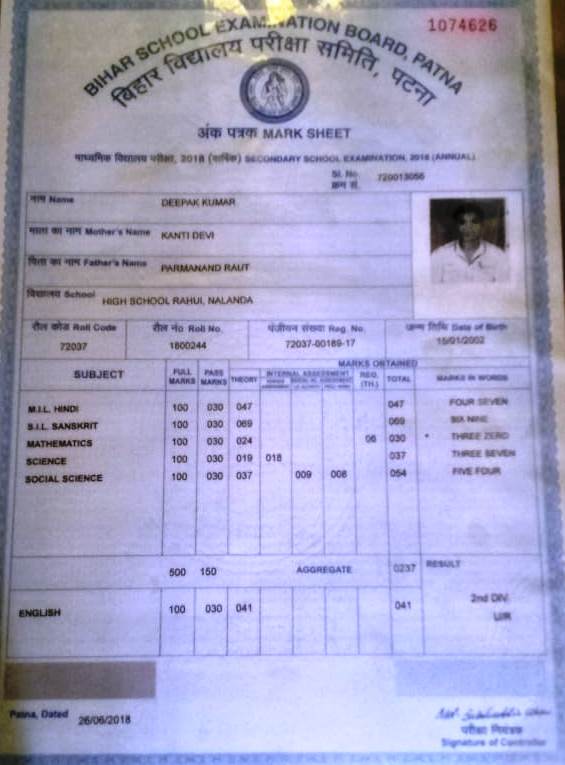 1074626
BIHAR SCHOOL EXAMINATION BOARD, PATNA
बिहार विद्यालय परीक्षा समिति, पटना
अंक पत्रक MARK SHEET
माध्यमिक विद्यालय परीक्षा, 2018 (वार्षिक) SECONDARY SCHOOL EXAMINATION, 2018 (ANNUAL)
Sl. No. 720013056
क्रम सं.
नाम Name DEEPAK KUMAR
माता का नाम Mother's Name KANTI DEVI
पिता का नाम Father's Name PARMANAND RAUT
विद्यालय School HIGH SCHOOL RAHUI, NALANDA
रौल कोड Roll Code रौल नं० Roll No. पंजीयन संख्या Reg. No. जन्म तिथि Date of Birth
72037 1800244 72037-00189-17 15/01/2002
MARKS OBTAINED
SUBJECT FULL MARKS PASS MARKS THEORY INTERNAL ASSESSMENT REG. (TH.) TOTAL MARKS IN WORDS
M.I.L. HINDI 100 030 047 047 FOUR SEVEN
S.I.L. SANSKRIT 100 030 069 069 SIX NINE
MATHEMATICS 100 030 024 06 030 * THREE ZERO
SCIENCE 100 030 019 018 037 THREE SEVEN
SOCIAL SCIENCE 100 030 037 009 008 054 FIVE FOUR
500 150 AGGREGATE 0237 RESULT
ENGLISH 100 030 041 041 2nd DIV.
U/R
Patna, Dated 26/06/2018
परीक्षा नियंत्रक
Signature of Controller